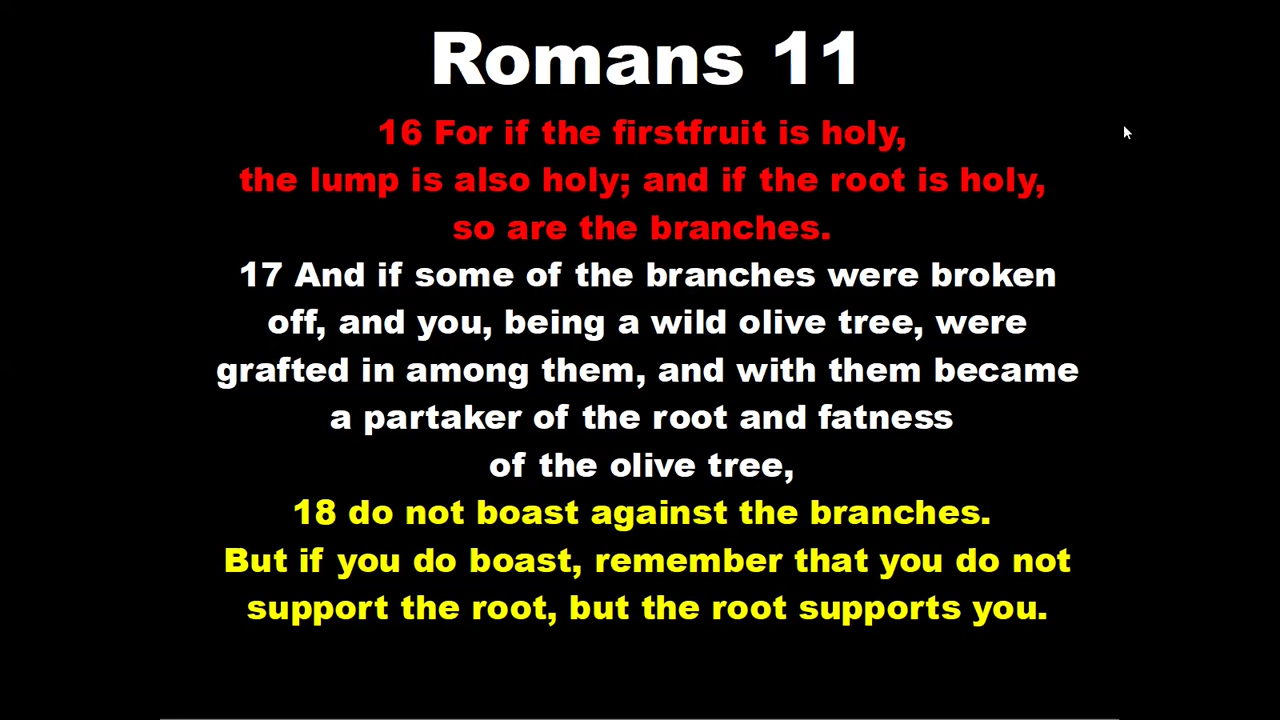 Romans 11
16 For if the firstfruit is holy,
the lump is also holy; and if the root is holy,
so are the branches.
17 And if some of the branches were broken
off, and you, being a wild olive tree, were
grafted in among them, and with them became
a partaker of the root and fatness
of the olive tree,
18 do not boast against the branches.
But if you do boast, remember that you do not
support the root, but the root supports you.